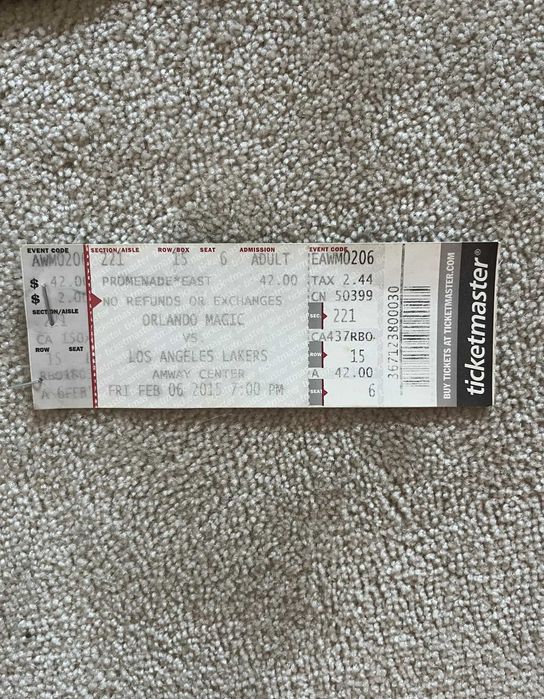 EVENT CODE
AWM0206
$ 42.00
$
SECTION/AISLE
ROW SEAT
15
A 6FEB
SECTION/AISLE ROW/BOX SEAT ADMISSION
221 15 6 ADULT
PROMENADE*EAST 42.00
NO REFUNDS OR EXCHANGES
ORLANDO MAGIC
VS
LOS ANGELES LAKERS
AMWAY CENTER
FRI FEB 06 2015 7:00 PM
EVENT CODE
EAWM0206
TAX 2.44
CN 50399
SEC. 221
CA437RBO
ROW 15
A 42.00
SEAT 6
367123800030
BUY TICKETS AT TICKETMASTER.COM
ticketmaster®